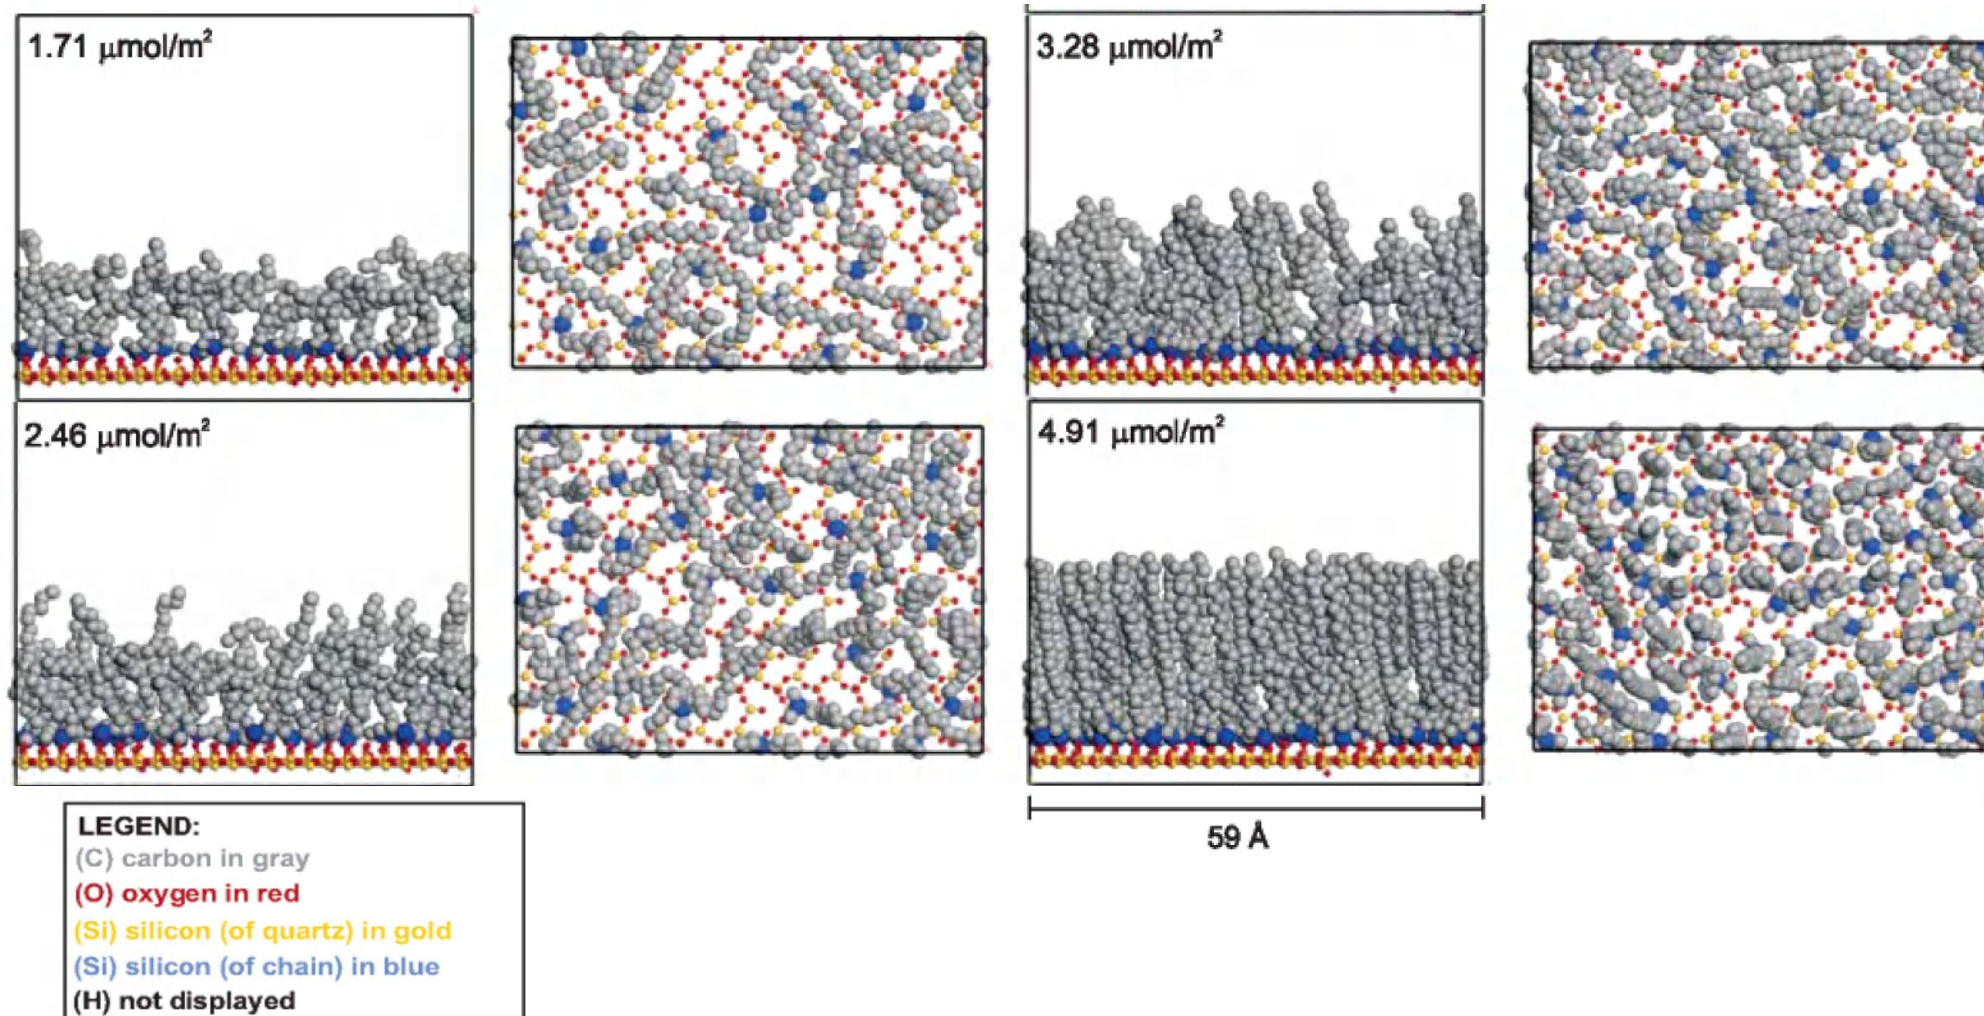 1.71 μmol/m²
3.28 μmol/m²
2.46 μmol/m²
4.91 μmol/m²
59 Å
LEGEND:
(C) carbon in gray
(O) oxygen in red
(Si) silicon (of quartz) in gold
(Si) silicon (of chain) in blue
(H) not displayed